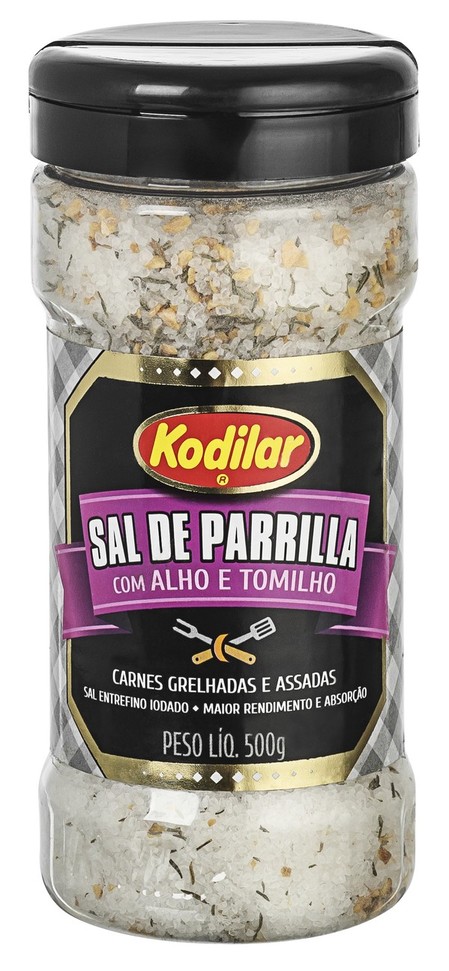 Kodilar
®
SAL DE PARRILLA
COM ALHO E TOMILHO
CARNES GRELHADAS E ASSADAS
SAL ENTREFINO IODADO • MAIOR RENDIMENTO E ABSORÇÃO
PESO LÍQ. 500g